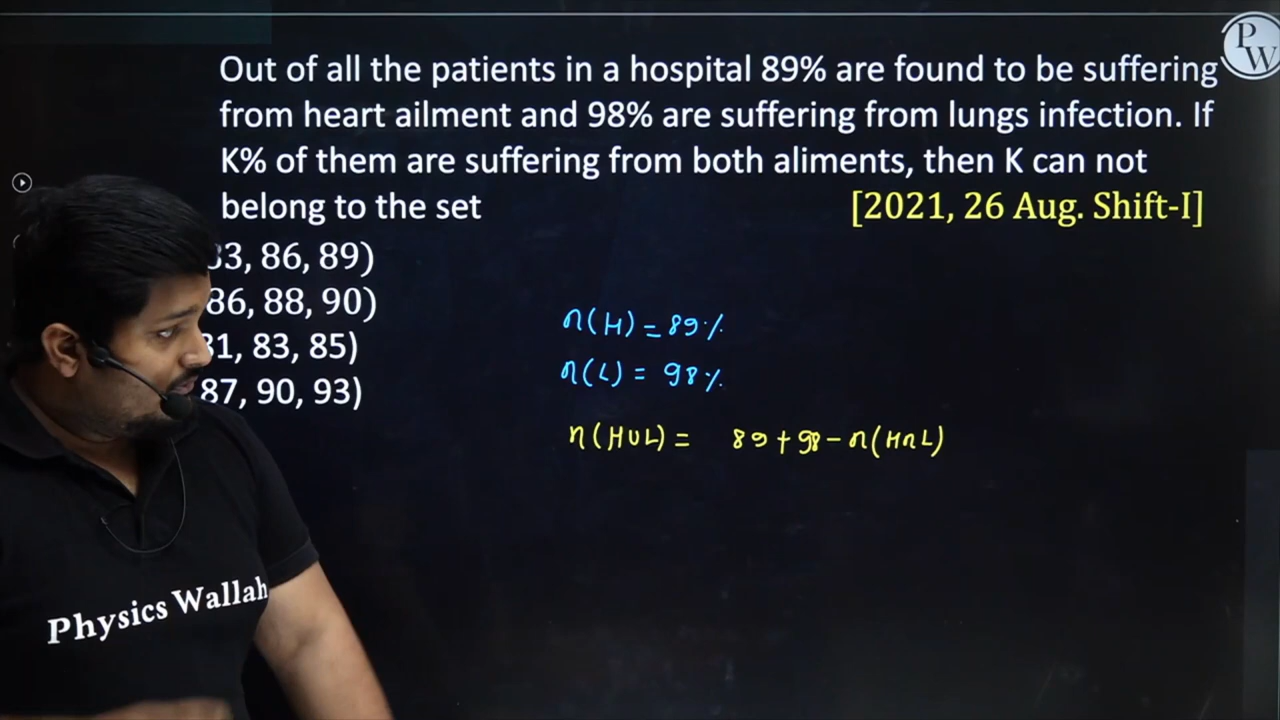 PW
Out of all the patients in a hospital 89% are found to be suffering
from heart ailment and 98% are suffering from lungs infection. If
K% of them are suffering from both aliments, then K can not
belong to the set
[2021, 26 Aug. Shift-I]
33, 86, 89)
86, 88, 90)
31, 83, 85)
87, 90, 93)
n(H) = 89%
n(L) = 98%
n(H∪L) = 89 + 98 - n(H∩L)
Physics Wallah